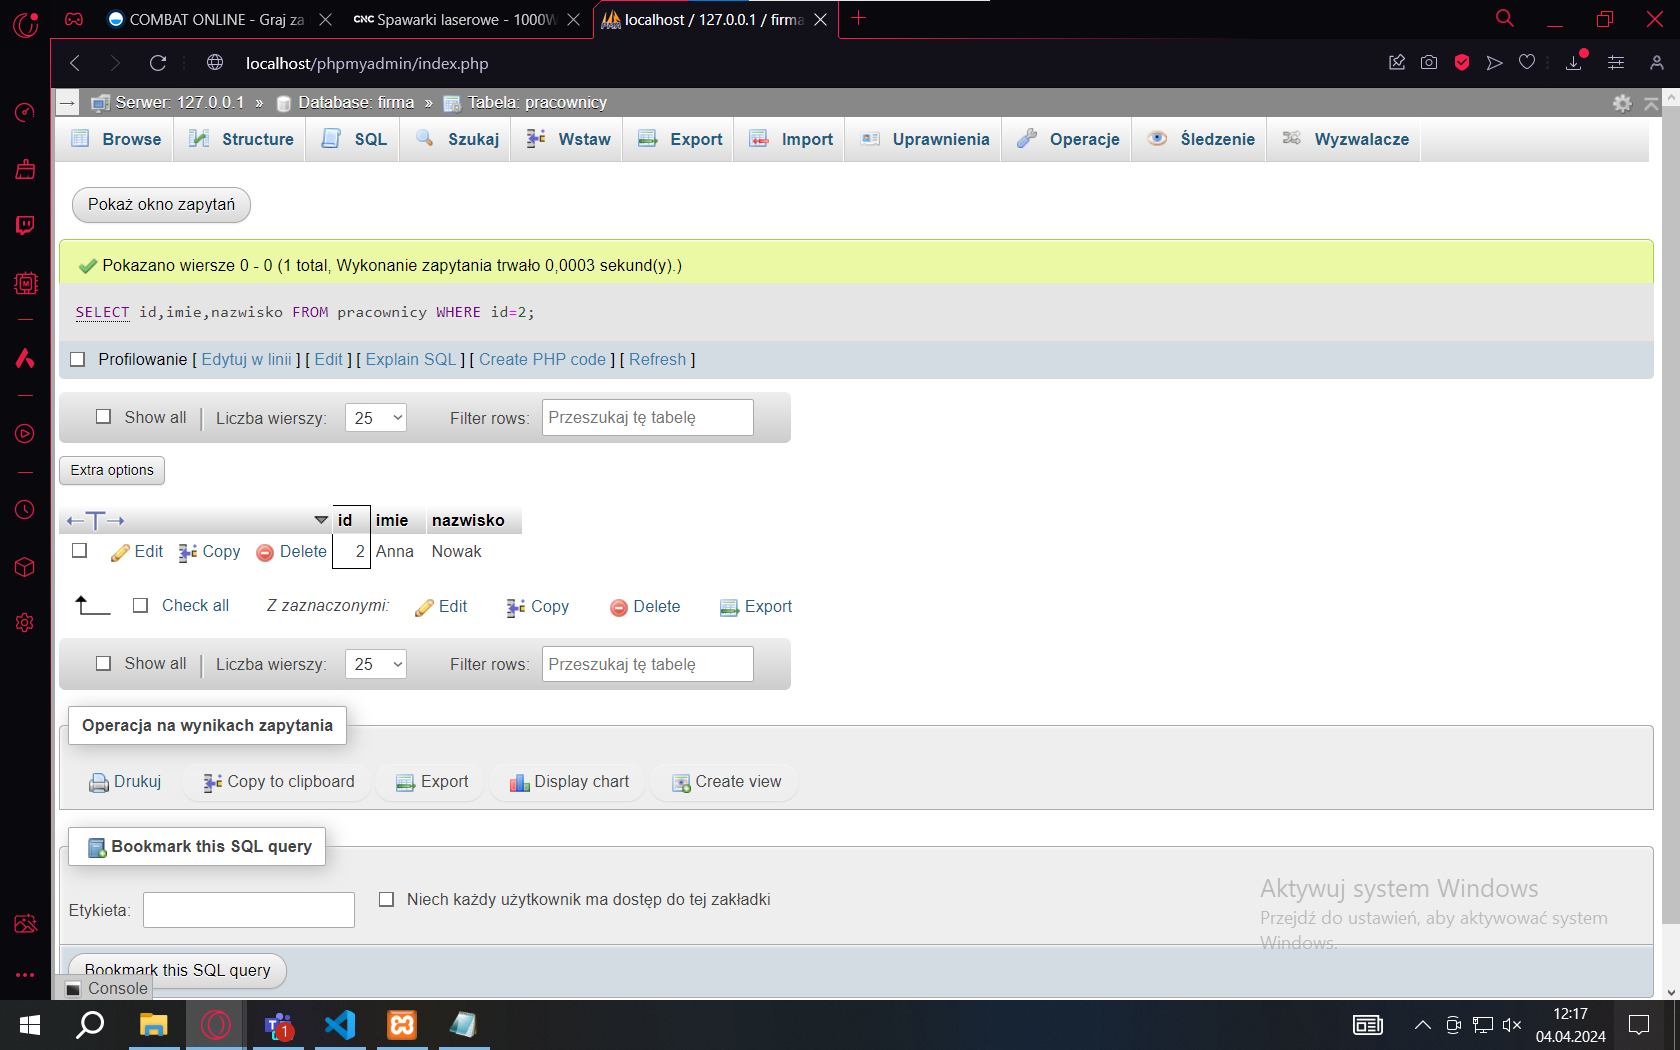 COMBAT ONLINE - Graj za
CNC Spawarki laserowe - 1000W
localhost / 127.0.0.1 / firma
localhost/phpmyadmin/index.php
Serwer: 127.0.0.1 » Database: firma » Tabela: pracownicy
Browse Structure SQL Szukaj Wstaw Export Import Uprawnienia Operacje Śledzenie Wyzwalacze
Pokaż okno zapytań
Pokazano wiersze 0 - 0 (1 total, Wykonanie zapytania trwało 0,0003 sekund(y).)
SELECT id,imie,nazwisko FROM pracownicy WHERE id=2;
Profilowanie [ Edytuj w linii ] [ Edit ] [ Explain SQL ] [ Create PHP code ] [ Refresh ]
Show all Liczba wierszy: 25 Filter rows: Przeszukaj tę tabelę
Extra options
id imie nazwisko
Edit Copy Delete 2 Anna Nowak
Check all Z zaznaczonymi: Edit Copy Delete Export
Show all Liczba wierszy: 25 Filter rows: Przeszukaj tę tabelę
Operacja na wynikach zapytania
Drukuj Copy to clipboard Export Display chart Create view
Bookmark this SQL query
Etykieta: Niech każdy użytkownik ma dostęp do tej zakładki
Aktywuj system Windows
Przejdź do ustawień, aby aktywować system
Windows.
Bookmark this SQL query
Console
1
12:17
04.04.2024